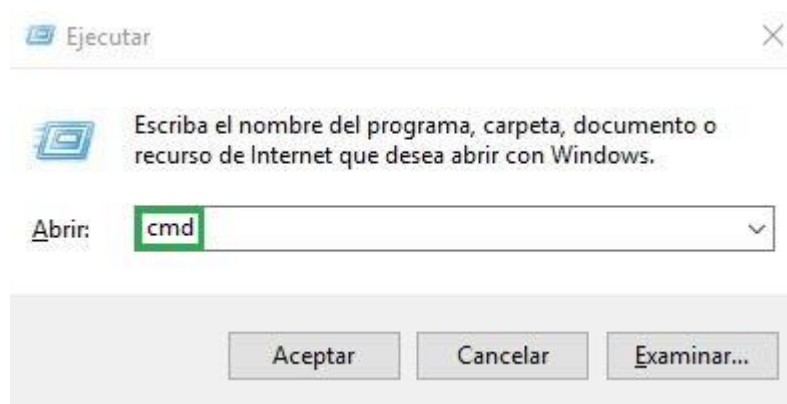 Ejecutar
Escriba el nombre del programa, carpeta, documento o
recurso de Internet que desea abrir con Windows.
Abrir: cmd
Aceptar Cancelar Examinar...